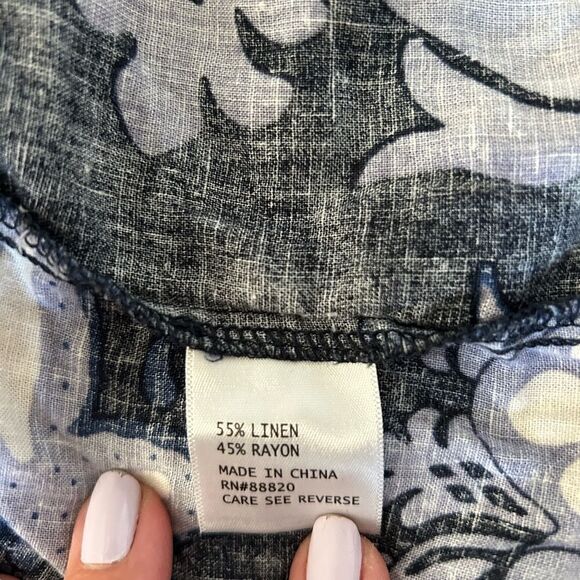 55% LINEN
45% RAYON
MADE IN CHINA
RN#88820
CARE SEE REVERSE